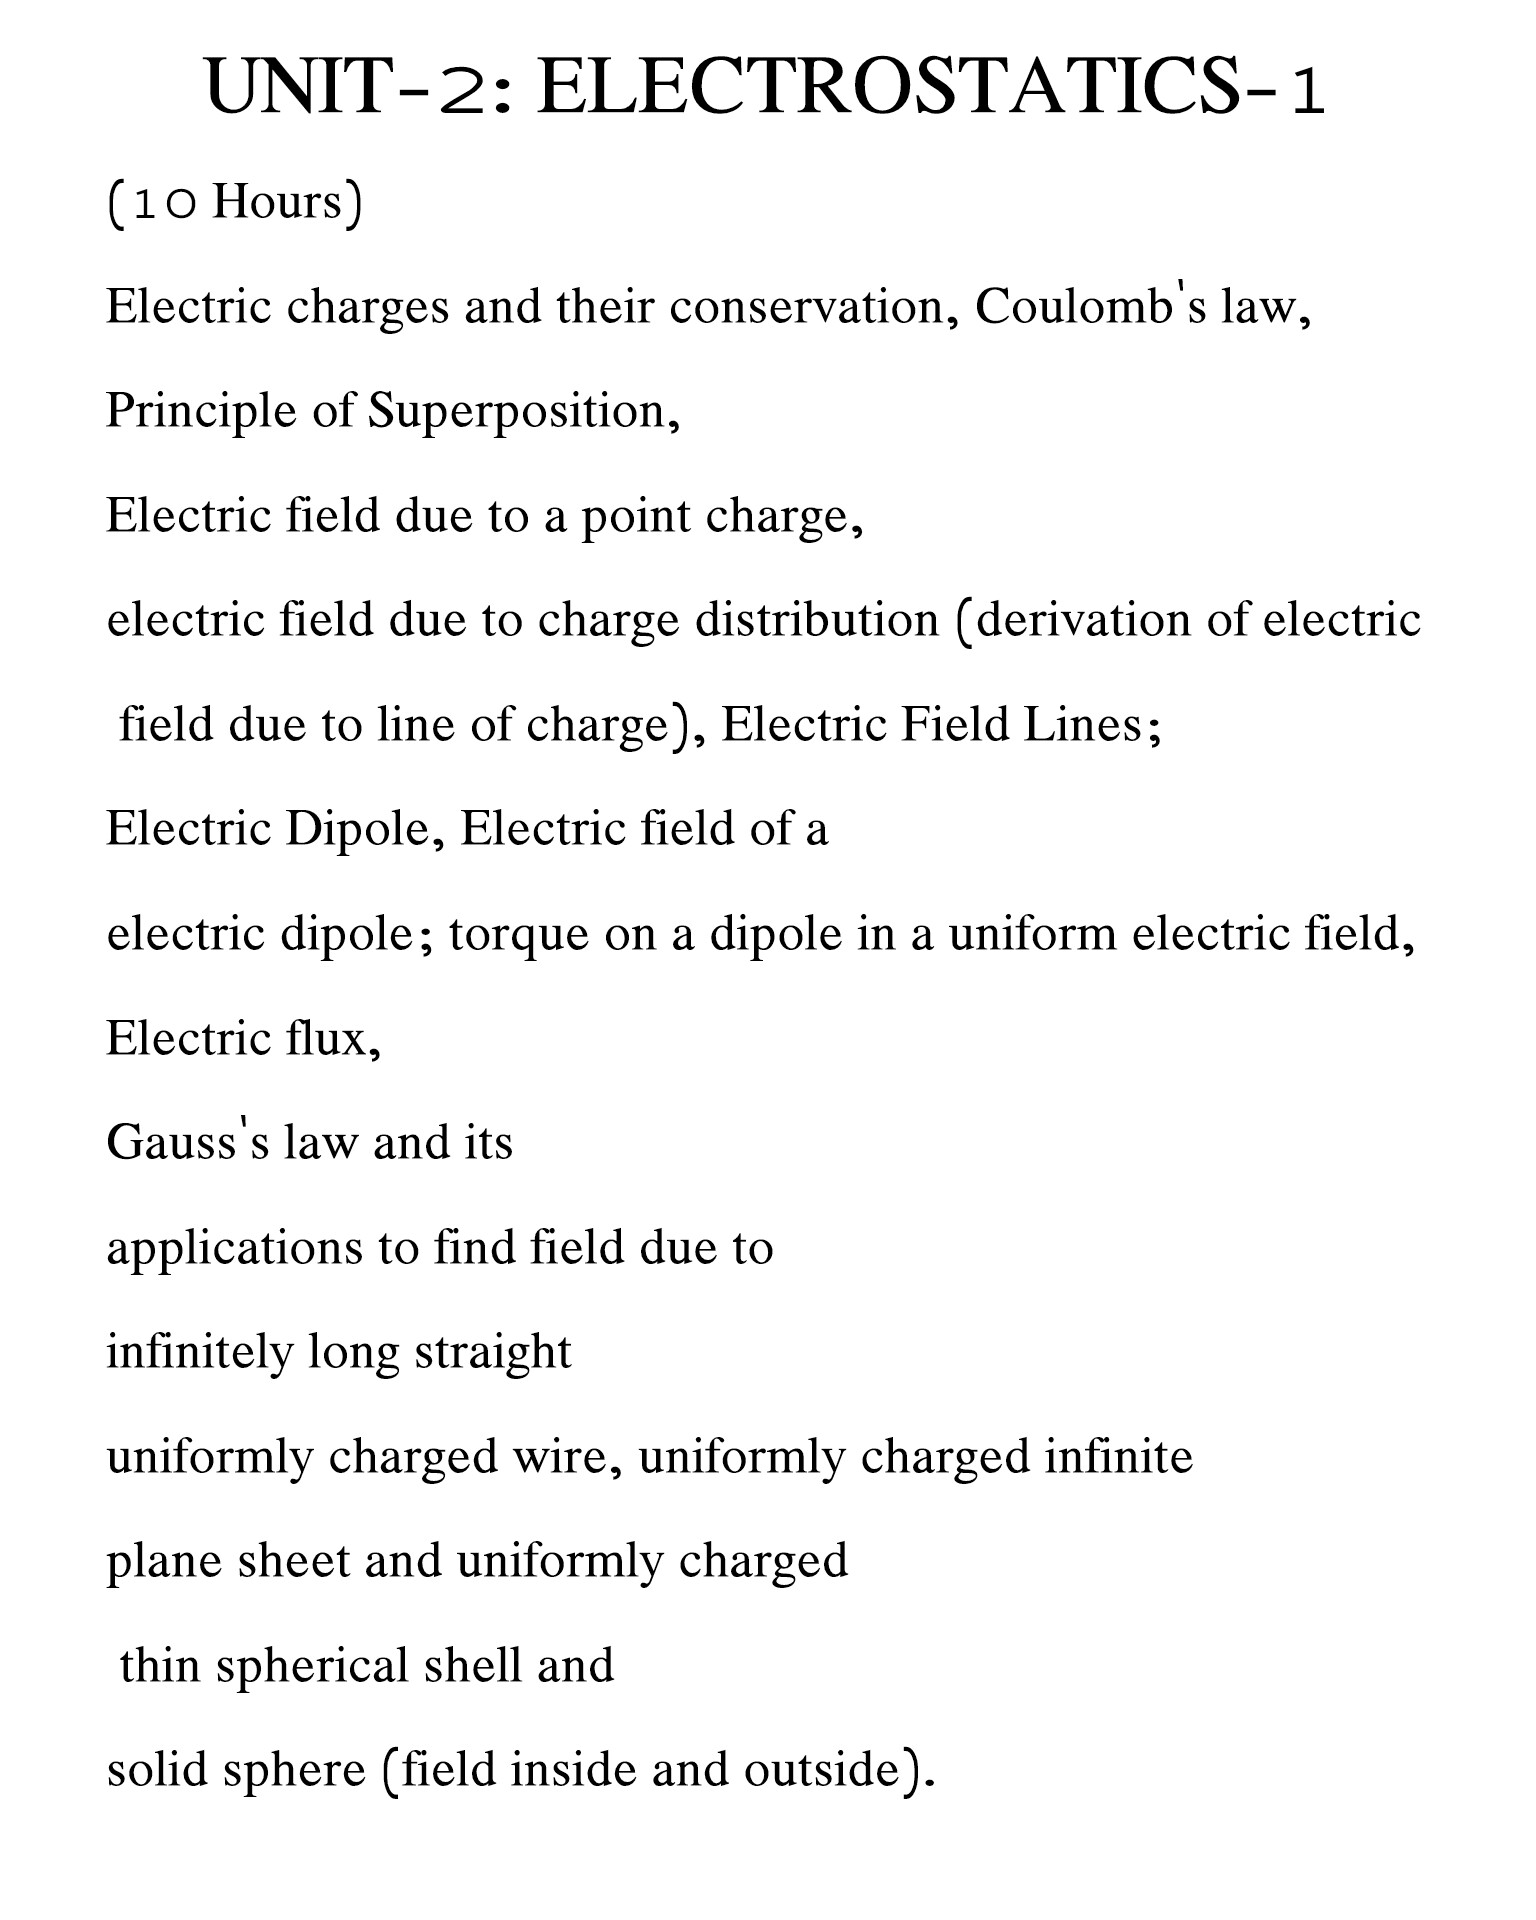 UNIT-2: ELECTROSTATICS-1
(10 Hours)
Electric charges and their conservation, Coulomb's law,
Principle of Superposition,
Electric field due to a point charge,
electric field due to charge distribution (derivation of electric
field due to line of charge), Electric Field Lines;
Electric Dipole, Electric field of a
electric dipole; torque on a dipole in a uniform electric field,
Electric flux,
Gauss's law and its
applications to find field due to
infinitely long straight
uniformly charged wire, uniformly charged infinite
plane sheet and uniformly charged
thin spherical shell and
solid sphere (field inside and outside).